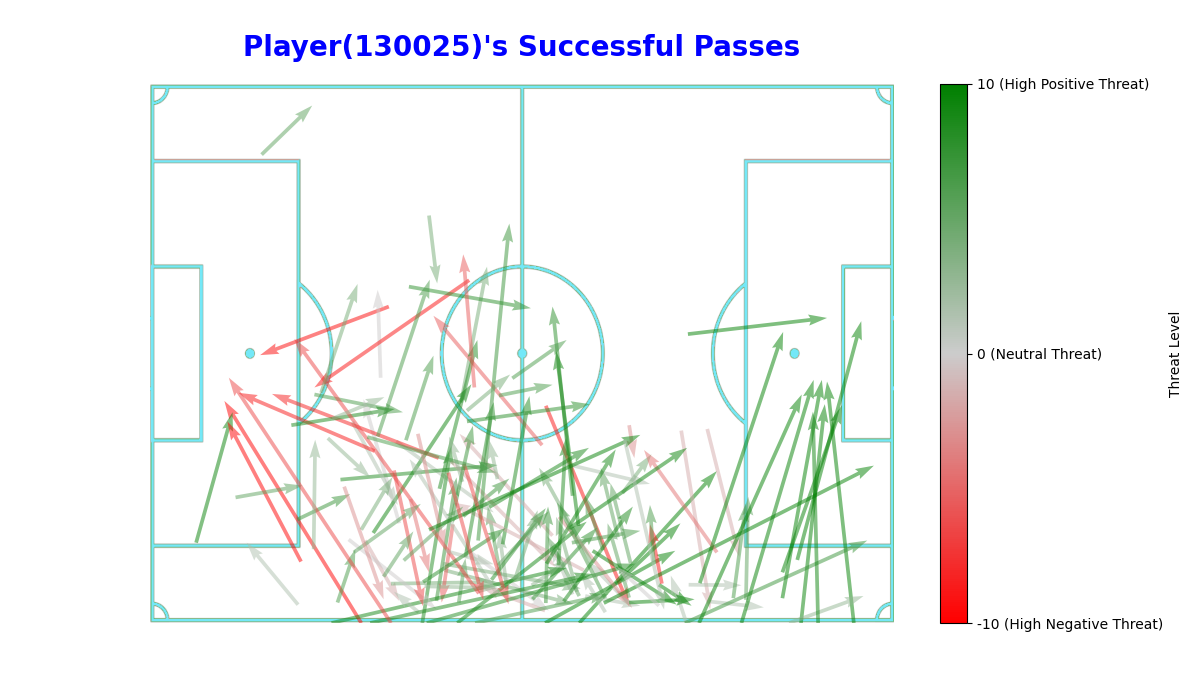 Player(130025)'s Successful Passes
10 (High Positive Threat)
0 (Neutral Threat)
-10 (High Negative Threat)
Threat Level